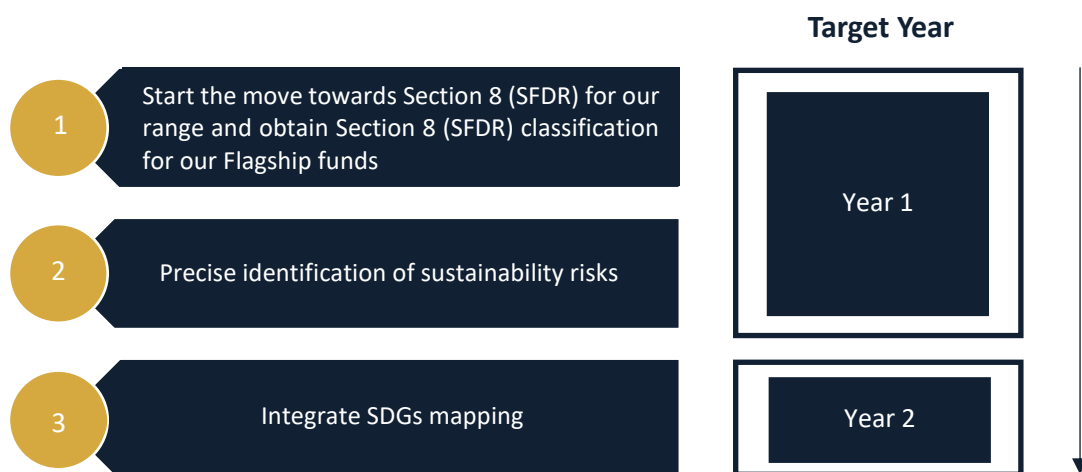 Target Year
1
Start the move towards Section 8 (SFDR) for our
range and obtain Section 8 (SFDR) classification
for our Flagship funds
Year 1
2
Precise identification of sustainability risks
3
Integrate SDGs mapping
Year 2